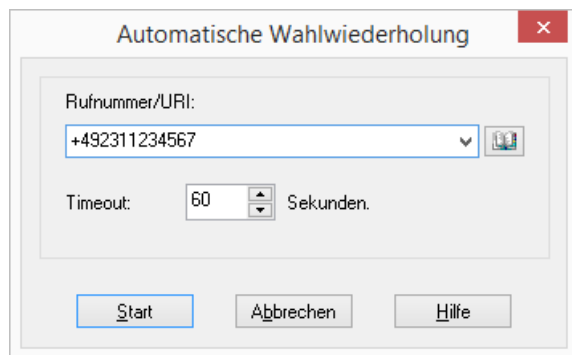 Automatische Wahlwiederholung
Rufnummer/URI:
+492311234567
Timeout: 60 Sekunden.
Start Abbrechen Hilfe